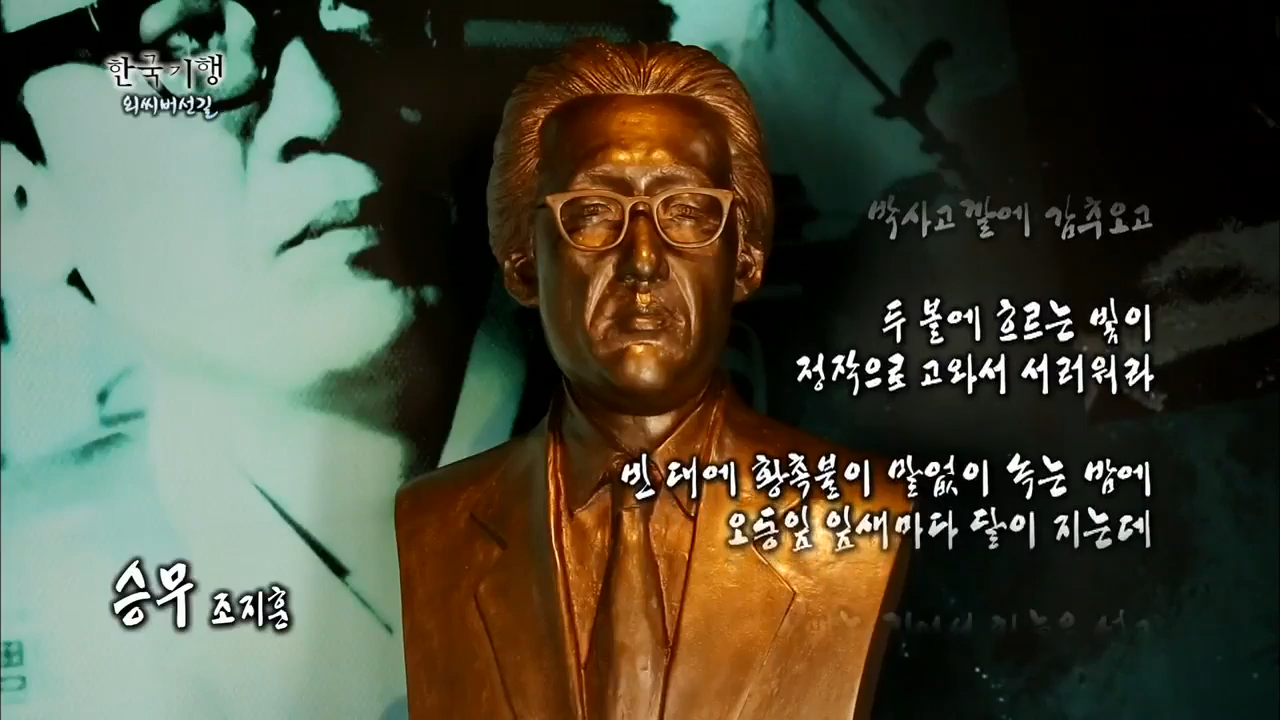 한국기행
외씨버선길
박사고깔에 감추오고
두 볼에 흐르는 빛이
정작으로 고와서 서러워라
빈 대에 황촉불이 말없이 녹는 밤에
오동잎 잎새마다 달이 지는데
승무 조지훈